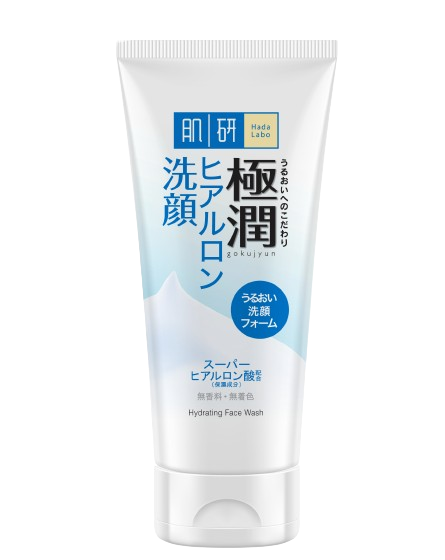 肌研
Hada
Labo
うるおいへのこだわり
極潤
gokujyun
ヒアルロン
洗顔
うるおい
洗顔
フォーム
スーパー
ヒアルロン酸配合
(保湿成分)
無香料・無着色
Hydrating Face Wash